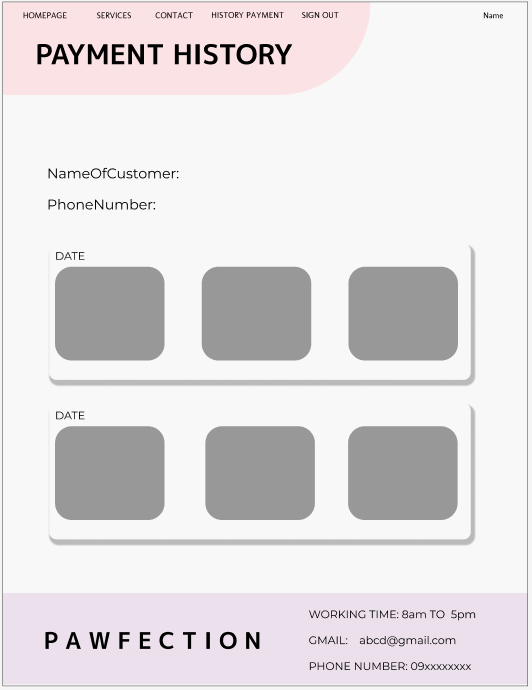 HOMEPAGE SERVICES CONTACT HISTORY PAYMENT SIGN OUT Name
PAYMENT HISTORY
NameOfCustomer:
PhoneNumber:
DATE
DATE
PAWFECTION
WORKING TIME: 8am TO 5pm
GMAIL: abcd@gmail.com
PHONE NUMBER: 09xxxxxxxx